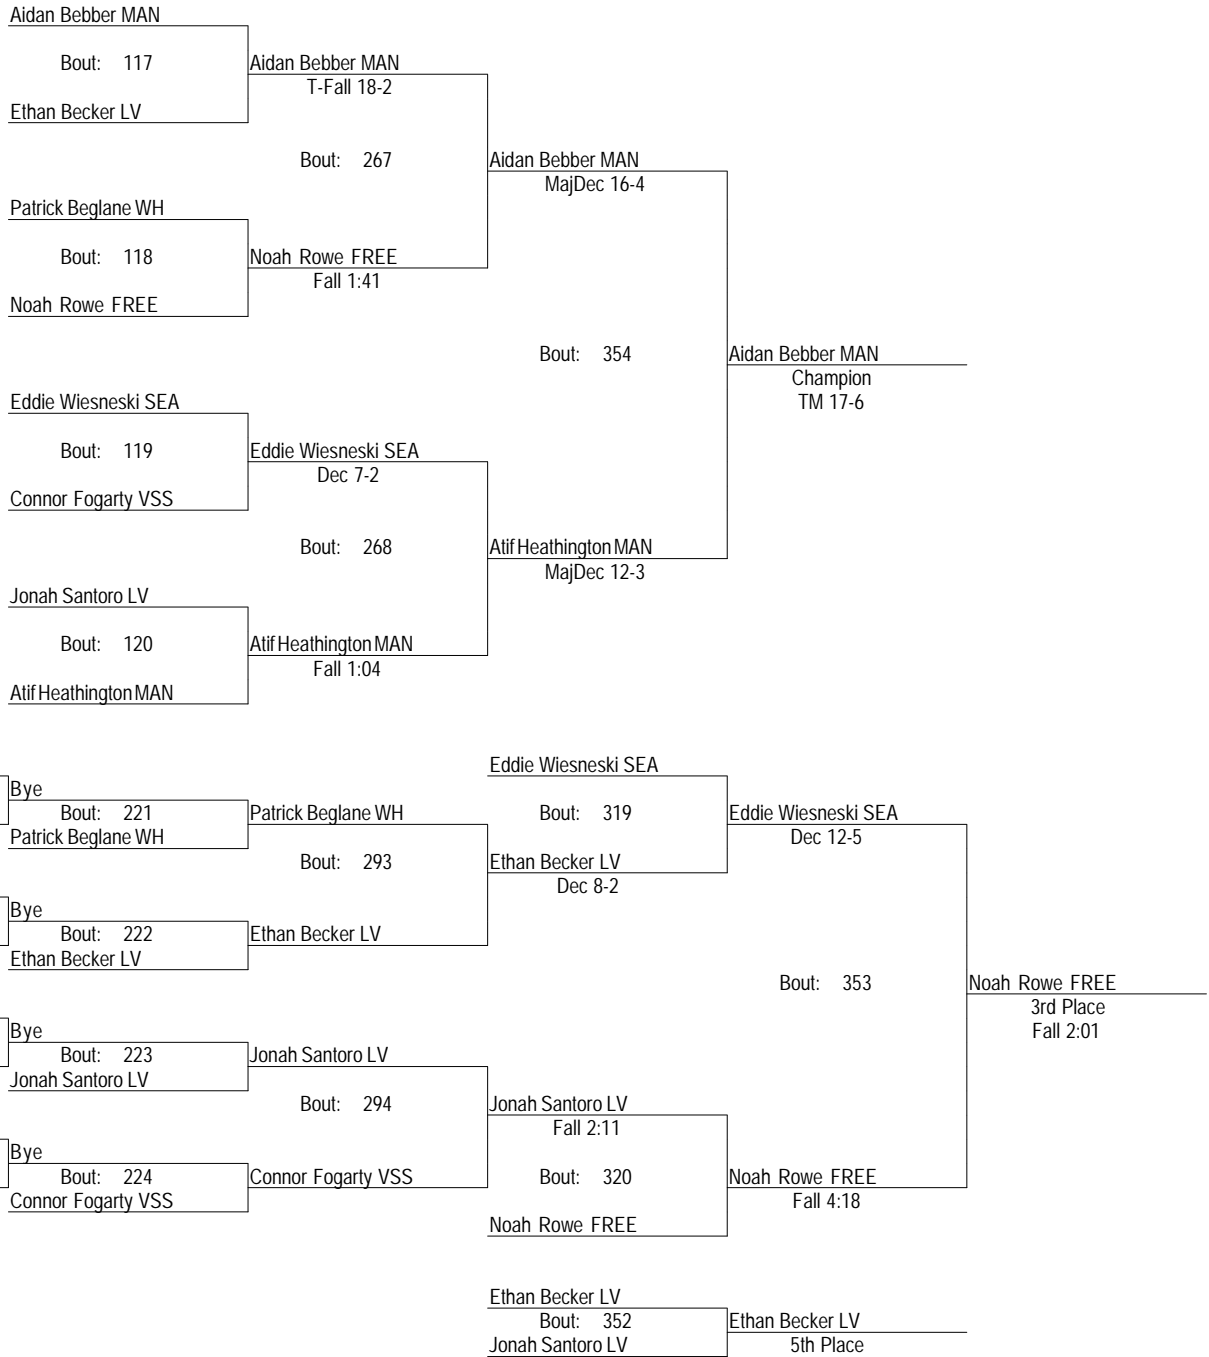 Aidan Bebber MAN
Bout: 117 Aidan Bebber MAN
T-Fall 18-2
Ethan Becker LV
Bout: 267 Aidan Bebber MAN
MajDec 16-4
Patrick Beglane WH
Bout: 118 Noah Rowe FREE
Fall 1:41
Noah Rowe FREE
Bout: 354 Aidan Bebber MAN
Champion
TM 17-6
Eddie Wiesneski SEA
Bout: 119 Eddie Wiesneski SEA
Dec 7-2
Connor Fogarty VSS
Bout: 268 Atif Heathington MAN
MajDec 12-3
Jonah Santoro LV
Bout: 120 Atif Heathington MAN
Fall 1:04
Atif Heathington MAN
Eddie Wiesneski SEA
Bye
Bout: 221 Patrick Beglane WH Bout: 319 Eddie Wiesneski SEA
Patrick Beglane WH Dec 12-5
Bout: 293 Ethan Becker LV
Dec 8-2
Bye
Bout: 222 Ethan Becker LV
Ethan Becker LV
Bout: 353 Noah Rowe FREE
3rd Place
Fall 2:01
Bye
Bout: 223 Jonah Santoro LV
Jonah Santoro LV
Bout: 294 Jonah Santoro LV
Fall 2:11
Bye
Bout: 224 Connor Fogarty VSS Bout: 320 Noah Rowe FREE
Connor Fogarty VSS Fall 4:18
Noah Rowe FREE
Ethan Becker LV
Bout: 352 Ethan Becker LV
Jonah Santoro LV 5th Place